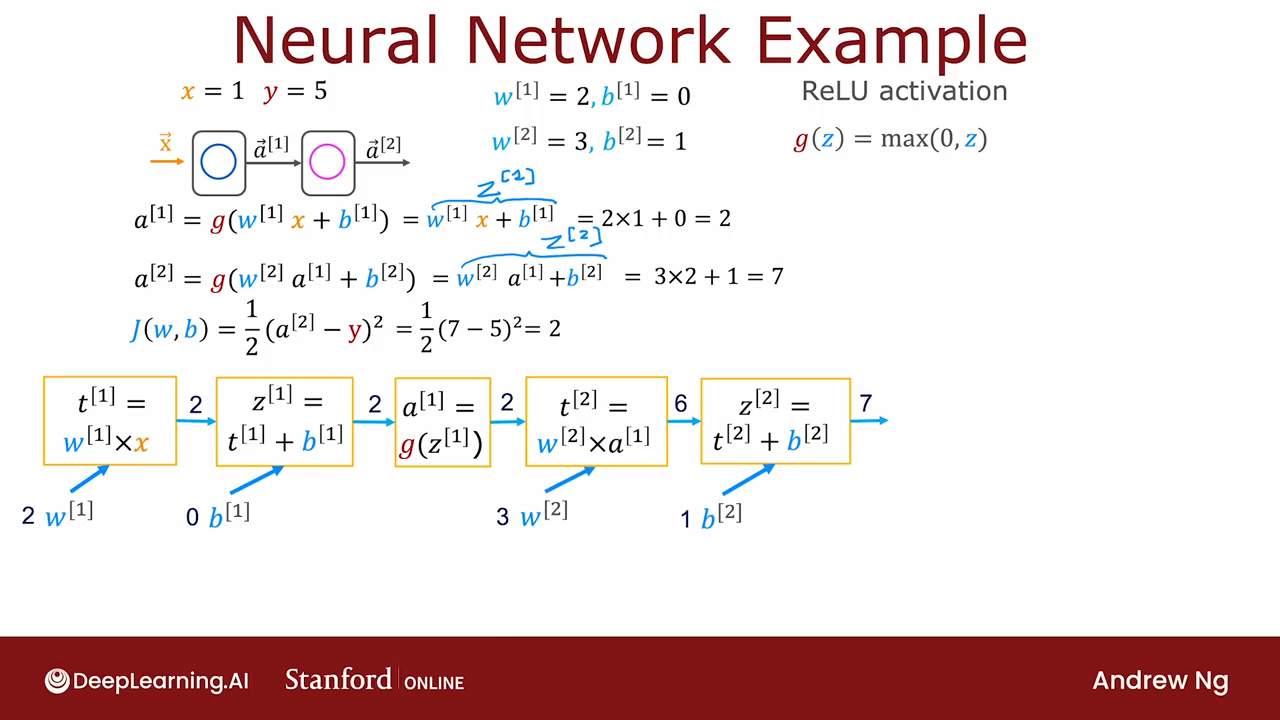 Neural Network Example
x = 1 y = 5
w[1] = 2, b[1] = 0
ReLU activation
w[2] = 3, b[2] = 1
g(z) = max(0, z)
x⃗ a⃗[1] a⃗[2]
z[1]
a[1] = g(w[1] x + b[1]) = w[1] x + b[1] = 2×1 + 0 = 2
z[2]
a[2] = g(w[2] a[1] + b[2]) = w[2] a[1] + b[2] = 3×2 + 1 = 7
J(w, b) = 1/2 (a[2] − y)² = 1/2 (7 − 5)² = 2
t[1] = w[1]×x
2
z[1] = t[1] + b[1]
2
a[1] = g(z[1])
2
t[2] = w[2]×a[1]
6
z[2] = t[2] + b[2]
7
2 w[1]
0 b[1]
3 w[2]
1 b[2]
DeepLearning.AI
Stanford ONLINE
Andrew Ng